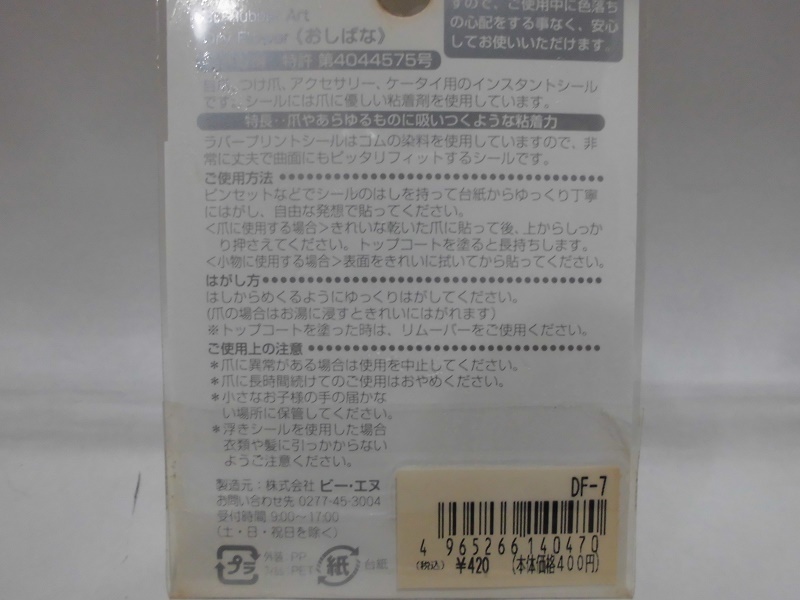 Art
(おしばな)
すので、ご使用中に色落ち
の心配をする事なく、安心
してお使いいただけます。
特許 第4044575号
つけ爪、アクセサリー、ケータイ用のインスタントシール
です。シールには爪に優しい粘着剤を使用しています。
特長‥爪やあらゆるものに吸いつくような粘着力
ラバープリントシールはゴムの染料を使用していますので、非
常に丈夫で曲面にもピッタリフィットするシールです。
ご使用方法
ピンセットなどでシールのはしを持って台紙からゆっくり丁寧
にはがし、自由な発想で貼ってください。
<爪に使用する場合>きれいな乾いた爪に貼って後、上からしっか
り押さえてください。トップコートを塗ると長持ちします。
<小物に使用する場合>表面をきれいに拭いてから貼ってください。
はがし方
はしからめくるようにゆっくりはがしてください。
(爪の場合はお湯に浸すときれいにはがれます)
※トップコートを塗った時は、リムーバーをご使用ください。
ご使用上の注意
*爪に異常がある場合は使用を中止してください。
*爪に長時間続けてのご使用はおやめください。
*小さなお子様の手の届かな
い場所に保管してください。
*浮きシールを使用した場合
衣類や髪に引っかからない
ようご注意ください。
製造元:株式会社 ビー・エヌ
お問い合わせ先 0277-45-3004
受付時間 9:00〜17:00
(土・日・祝日を除く)
プラ
外装:PP
PET
紙
台紙
DF-7
4 965266 140470
(税込) ¥420 (本体価格400円)